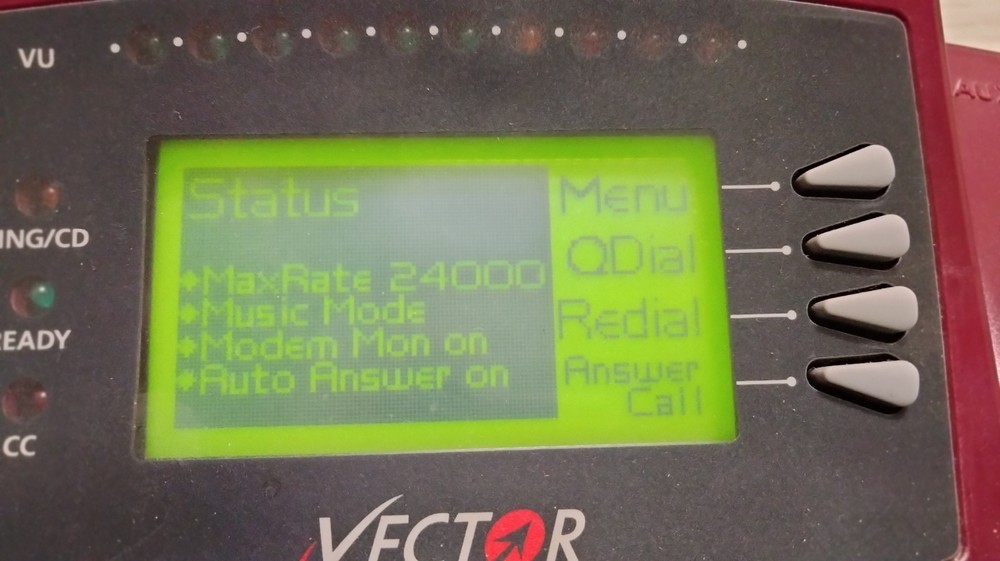 VU
ING/CD
READY
CC
Status
◆MaxRate 24000
◆Music Mode
◆Modem Mon on
◆Auto Answer on
Menu
QDial
Redial
Answer
Call
VECTOR
AUX